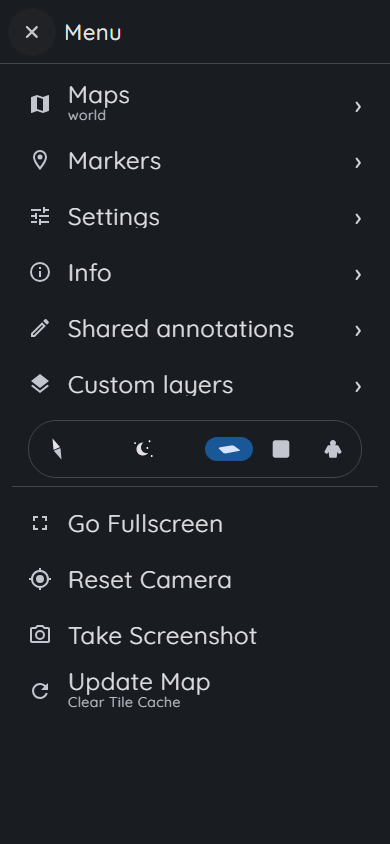 Menu
Maps
world
Markers
Settings
Info
Shared annotations
Custom layers
Go Fullscreen
Reset Camera
Take Screenshot
Update Map
Clear Tile Cache